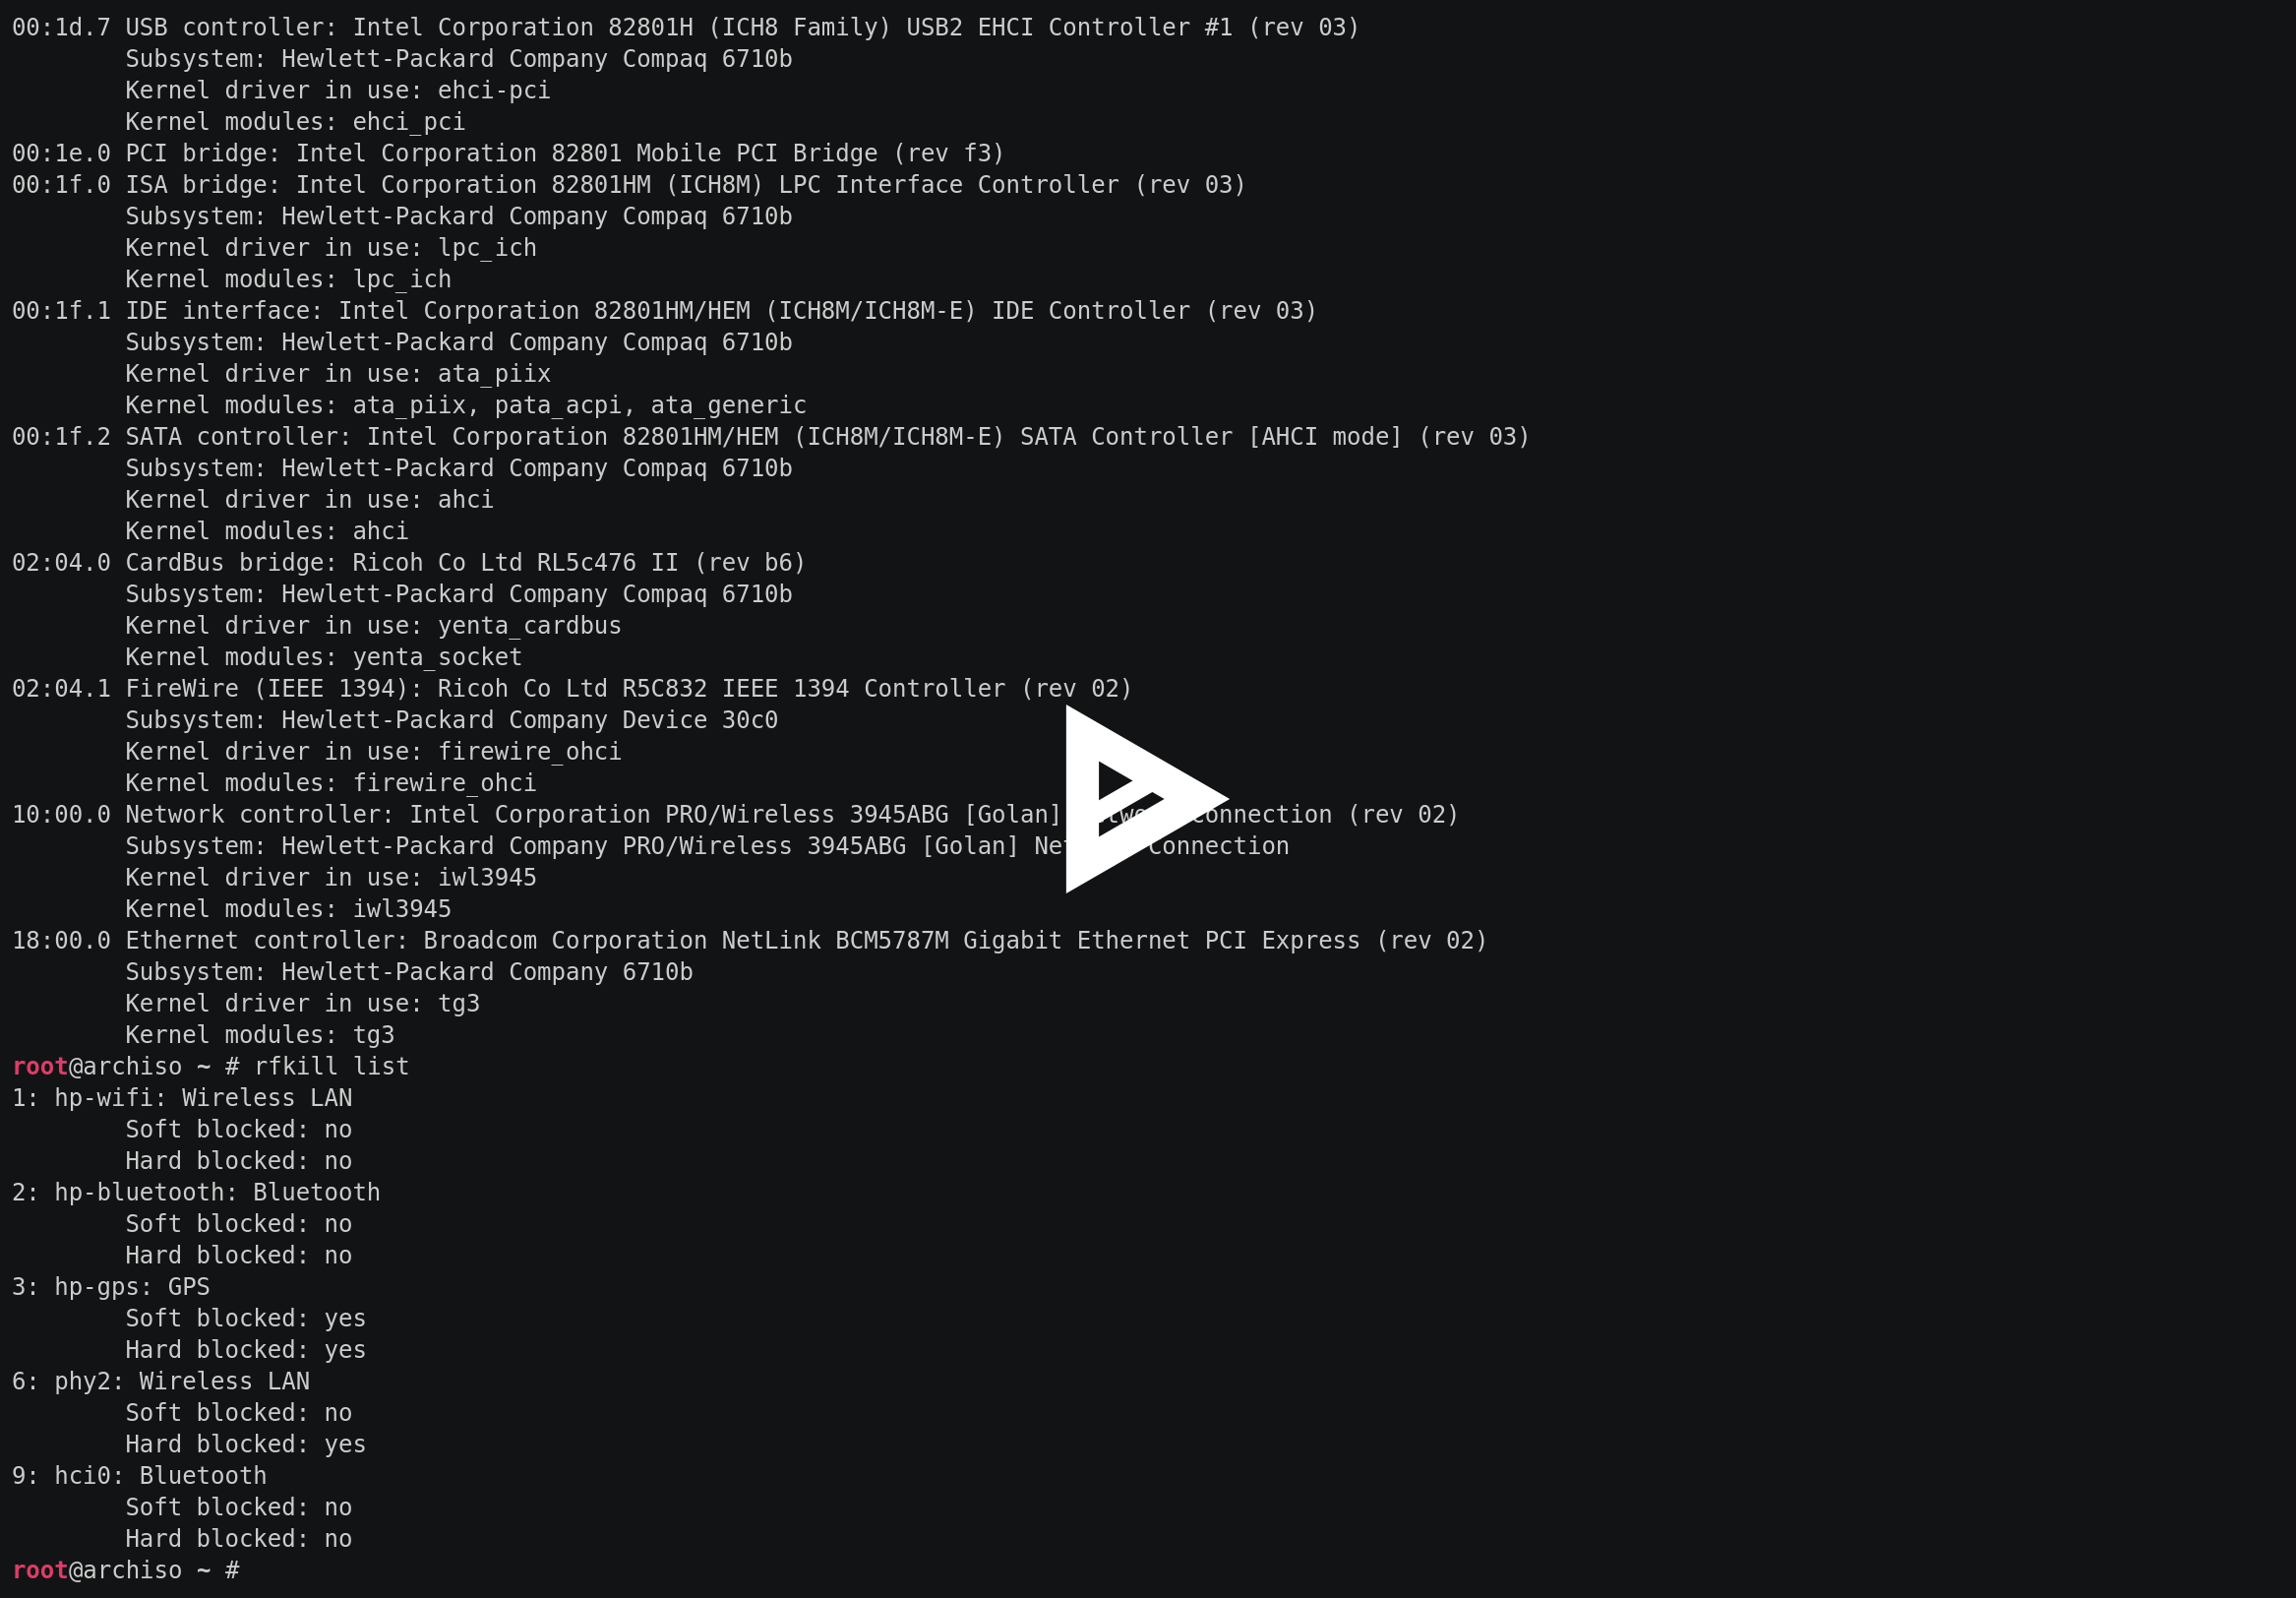 00:1d.7 USB controller: Intel Corporation 82801H (ICH8 Family) USB2 EHCI Controller #1 (rev 03)
Subsystem: Hewlett-Packard Company Compaq 6710b
Kernel driver in use: ehci-pci
Kernel modules: ehci_pci
00:1e.0 PCI bridge: Intel Corporation 82801 Mobile PCI Bridge (rev f3)
00:1f.0 ISA bridge: Intel Corporation 82801HM (ICH8M) LPC Interface Controller (rev 03)
Subsystem: Hewlett-Packard Company Compaq 6710b
Kernel driver in use: lpc_ich
Kernel modules: lpc_ich
00:1f.1 IDE interface: Intel Corporation 82801HM/HEM (ICH8M/ICH8M-E) IDE Controller (rev 03)
Subsystem: Hewlett-Packard Company Compaq 6710b
Kernel driver in use: ata_piix
Kernel modules: ata_piix, pata_acpi, ata_generic
00:1f.2 SATA controller: Intel Corporation 82801HM/HEM (ICH8M/ICH8M-E) SATA Controller [AHCI mode] (rev 03)
Subsystem: Hewlett-Packard Company Compaq 6710b
Kernel driver in use: ahci
Kernel modules: ahci
02:04.0 CardBus bridge: Ricoh Co Ltd RL5c476 II (rev b6)
Subsystem: Hewlett-Packard Company Compaq 6710b
Kernel driver in use: yenta_cardbus
Kernel modules: yenta_socket
02:04.1 FireWire (IEEE 1394): Ricoh Co Ltd R5C832 IEEE 1394 Controller (rev 02)
Subsystem: Hewlett-Packard Company Device 30c0
Kernel driver in use: firewire_ohci
Kernel modules: firewire_ohci
10:00.0 Network controller: Intel Corporation PRO/Wireless 3945ABG [Golan] Connection (rev 02)
Subsystem: Hewlett-Packard Company PRO/Wireless 3945ABG [Golan] Connection
Kernel driver in use: iwl3945
Kernel modules: iwl3945
18:00.0 Ethernet controller: Broadcom Corporation NetLink BCM5787M Gigabit Ethernet PCI Express (rev 02)
Subsystem: Hewlett-Packard Company 6710b
Kernel driver in use: tg3
Kernel modules: tg3
root@archiso ~ # rfkill list
1: hp-wifi: Wireless LAN
Soft blocked: no
Hard blocked: no
2: hp-bluetooth: Bluetooth
Soft blocked: no
Hard blocked: no
3: hp-gps: GPS
Soft blocked: yes
Hard blocked: yes
6: phy2: Wireless LAN
Soft blocked: no
Hard blocked: yes
9: hci0: Bluetooth
Soft blocked: no
Hard blocked: no
root@archiso ~ #